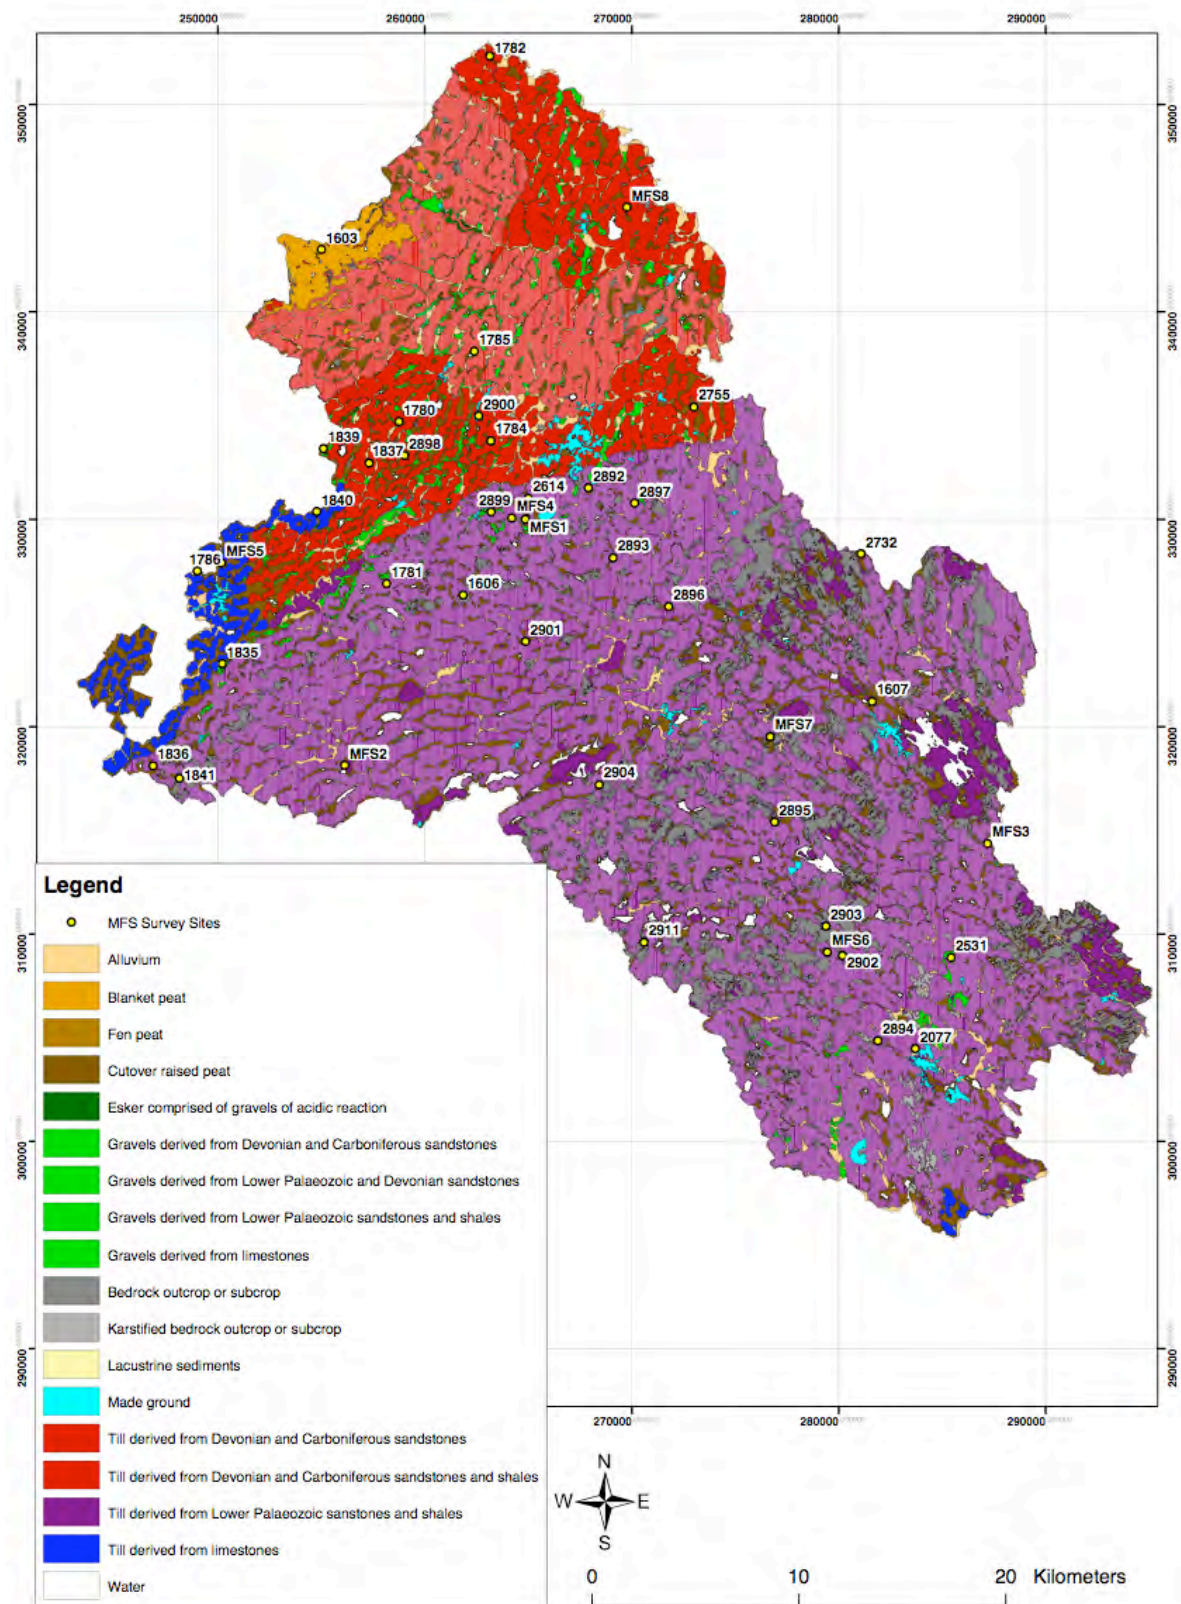 250000 260000 270000 280000 290000
350000 350000
340000 340000
330000 330000
320000 320000
310000 310000
300000 300000
290000 290000
1782
MFS8
1603
1785
1780
2900
2755
1839
1837
2898
1784
2892
2614
1840
2899
MFS4
2897
MFS1
MFS5
1786
2893
2732
1781
1606
2896
2901
1835
1607
MFS7
1836
MFS2
1841
2904
2895
MFS3
2903
2911
MFS6
2902
2531
2894
2077
Legend
MFS Survey Sites
Alluvium
Blanket peat
Fen peat
Cutover raised peat
Esker comprised of gravels of acidic reaction
Gravels derived from Devonian and Carboniferous sandstones
Gravels derived from Lower Palaeozoic and Devonian sandstones
Gravels derived from Lower Palaeozoic sandstones and shales
Gravels derived from limestones
Bedrock outcrop or subcrop
Karstified bedrock outcrop or subcrop
Lacustrine sediments
Made ground
Till derived from Devonian and Carboniferous sandstones
Till derived from Devonian and Carboniferous sandstones and shales
Till derived from Lower Palaeozoic sanstones and shales
Till derived from limestones
Water
270000 280000 290000
N
W E
S
0 10 20 Kilometers